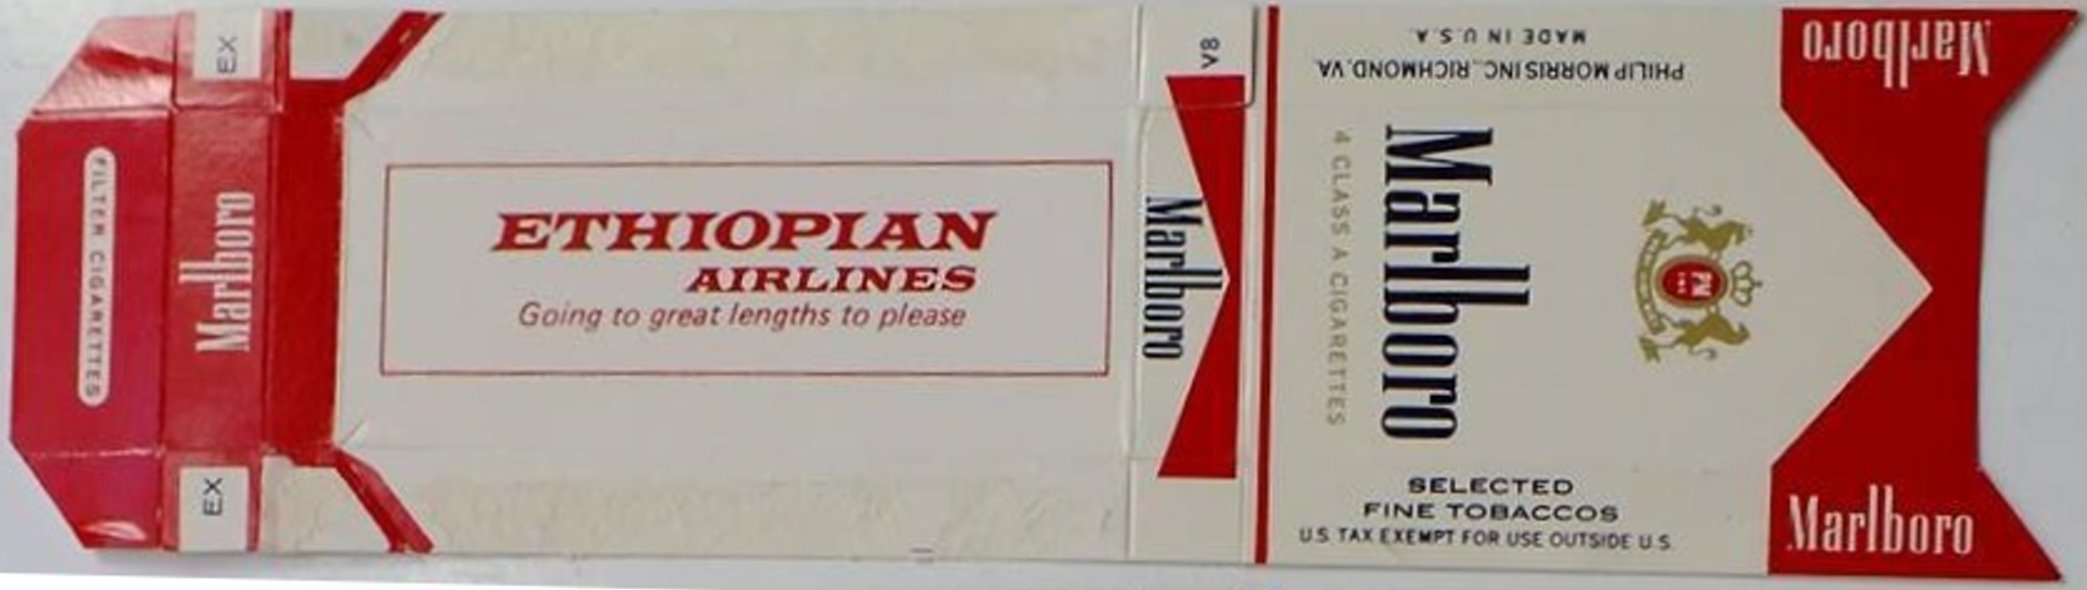 FILTER CIGARETTES
EX
Marlboro
EX
ETHIOPIAN
AIRLINES
Going to great lengths to please
V8
Marlboro
PHILIP MORRIS INC., RICHMOND, VA.
MADE IN U.S.A.
4 CLASS A CIGARETTES
Marlboro
PM
SELECTED
FINE TOBACCOS
U.S. TAX EXEMPT FOR USE OUTSIDE U.S.
Marlboro
Marlboro